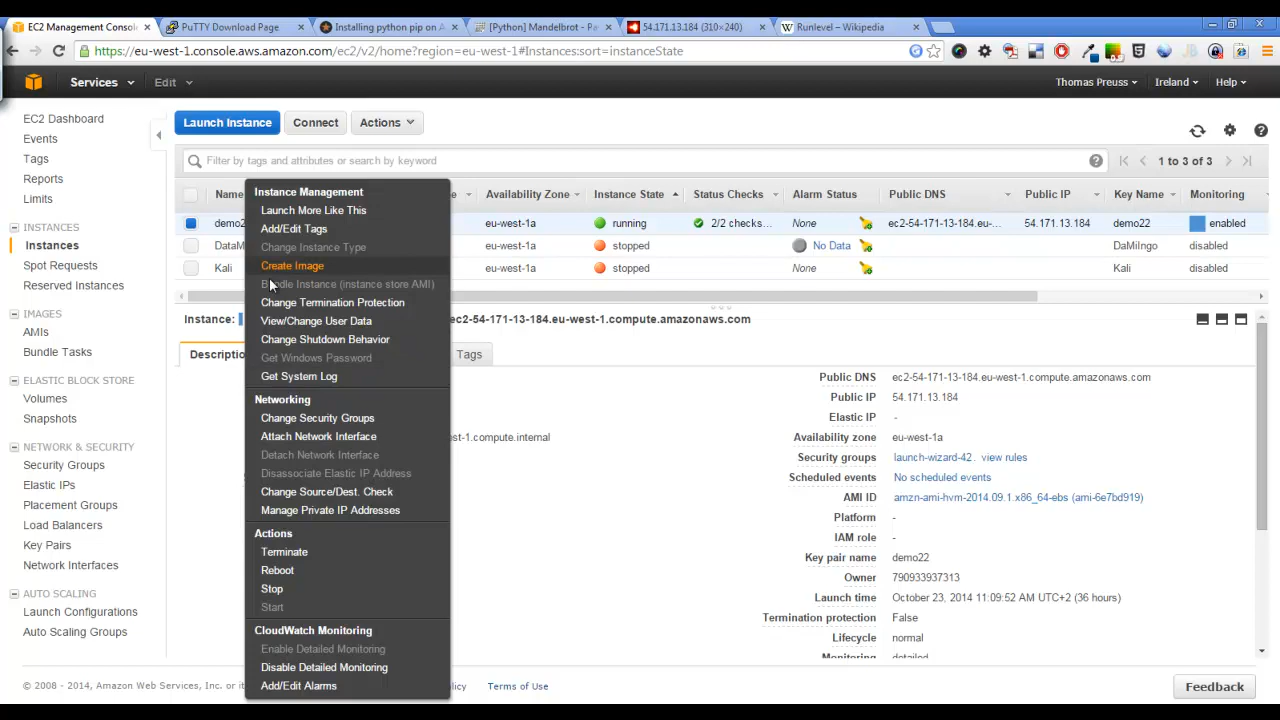 EC2 Management Consol
PuTTY Download Page
Installing python pip on A
[Python] Mandelbrot - Pa
54.171.13.184 (310×240)
Runlevel – Wikipedia
https://eu-west-1.console.aws.amazon.com/ec2/v2/home?region=eu-west-1#Instances:sort=instanceState
Services
Edit
Thomas Preuss
Ireland
Help
EC2 Dashboard
Events
Tags
Reports
Limits
INSTANCES
Instances
Spot Requests
Reserved Instances
IMAGES
AMIs
Bundle Tasks
ELASTIC BLOCK STORE
Volumes
Snapshots
NETWORK & SECURITY
Security Groups
Elastic IPs
Placement Groups
Load Balancers
Key Pairs
Network Interfaces
AUTO SCALING
Launch Configurations
Auto Scaling Groups
Launch Instance
Connect
Actions
Filter by tags and attributes or search by keyword
1 to 3 of 3
Name
Availability Zone
Instance State
Status Checks
Alarm Status
Public DNS
Public IP
Key Name
Monitoring
demo2
eu-west-1a
running
2/2 checks...
None
ec2-54-171-13-184.eu-...
54.171.13.184
demo22
enabled
DataM
eu-west-1a
stopped
No Data
DaMiIngo
disabled
Kali
eu-west-1a
stopped
None
Kali
disabled
Instance Management
Launch More Like This
Add/Edit Tags
Change Instance Type
Create Image
Bundle Instance (instance store AMI)
Change Termination Protection
View/Change User Data
Change Shutdown Behavior
Get Windows Password
Get System Log
Networking
Change Security Groups
Attach Network Interface
Detach Network Interface
Disassociate Elastic IP Address
Change Source/Dest. Check
Manage Private IP Addresses
Actions
Terminate
Reboot
Stop
Start
CloudWatch Monitoring
Enable Detailed Monitoring
Disable Detailed Monitoring
Add/Edit Alarms
Instance:
ec2-54-171-13-184.eu-west-1.compute.amazonaws.com
Descriptio
Tags
st-1.compute.internal
Public DNS ec2-54-171-13-184.eu-west-1.compute.amazonaws.com
Public IP 54.171.13.184
Elastic IP -
Availability zone eu-west-1a
Security groups launch-wizard-42. view rules
Scheduled events No scheduled events
AMI ID amzn-ami-hvm-2014.09.1.x86_64-ebs (ami-6e7bd919)
Platform -
IAM role -
Key pair name demo22
Owner 790933937313
Launch time October 23, 2014 11:09:52 AM UTC+2 (36 hours)
Termination protection False
Lifecycle normal
Monitoring detailed
© 2008 - 2014, Amazon Web Services, Inc. or it
licy
Terms of Use
Feedback